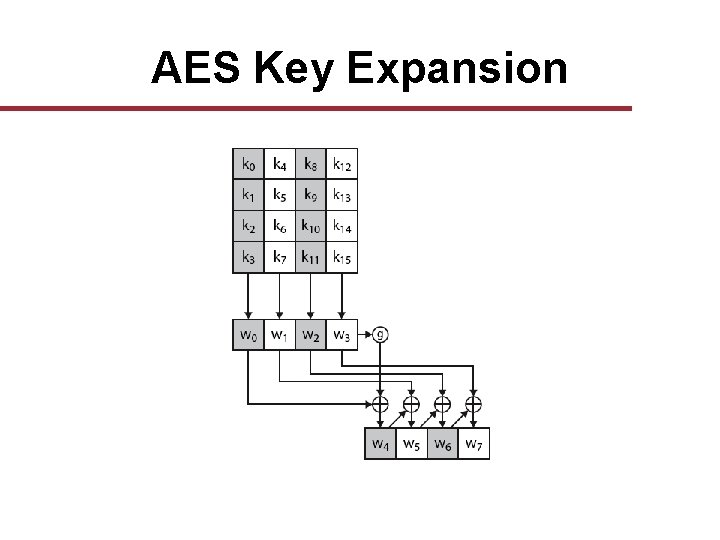 AES Key Expansion
k0 k4 k8 k12
k1 k5 k9 k13
k2 k6 k10 k14
k3 k7 k11 k15
w0 w1 w2 w3 g
w4 w5 w6 w7